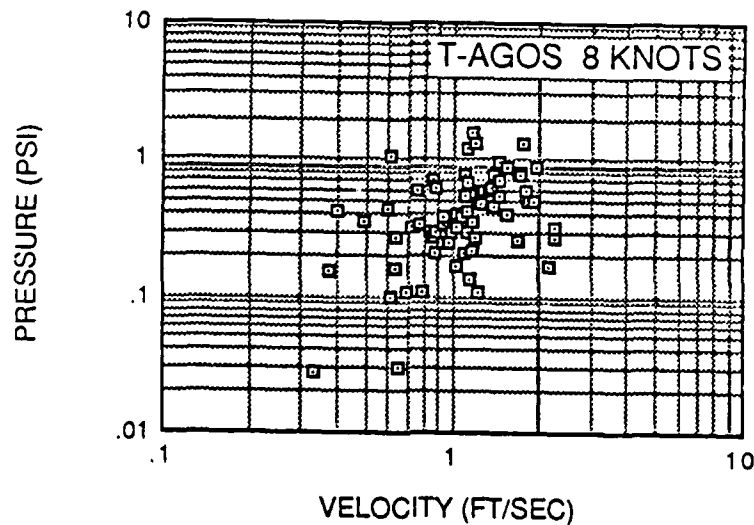 10
T-AGOS 8 KNOTS
1
PRESSURE (PSI)
.1
.01
.1
1
10
VELOCITY (FT/SEC)